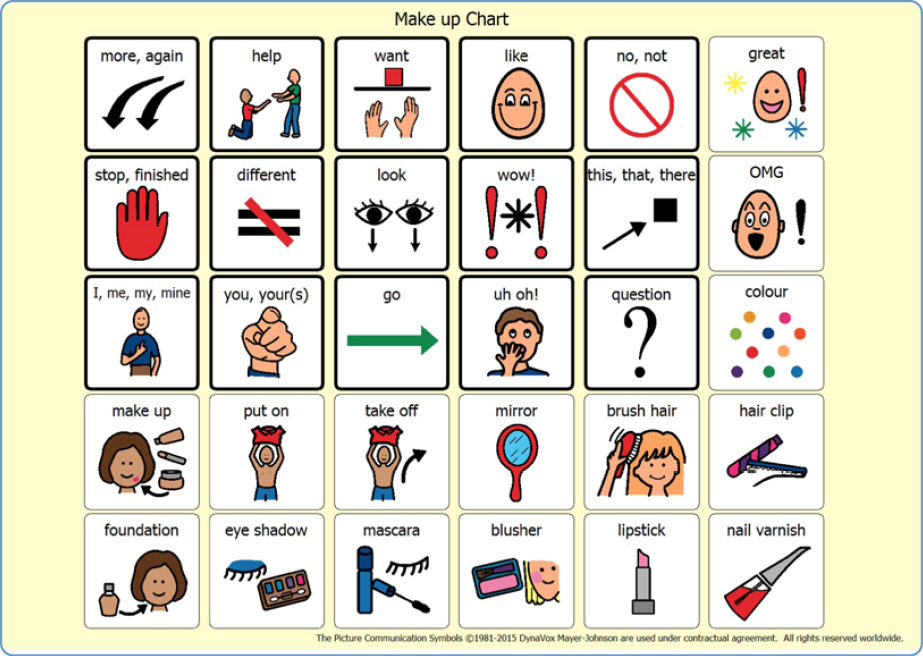 Make up Chart
more, again
help
want
like
no, not
great
stop, finished
different
look
wow!
this, that, there
OMG
I, me, my, mine
you, your(s)
go
uh oh!
question
colour
make up
put on
take off
mirror
brush hair
hair clip
foundation
eye shadow
mascara
blusher
lipstick
nail varnish
The Picture Communication Symbols ©1981-2015 DynaVox Mayer-Johnson are used under contractual agreement. All rights reserved worldwide.